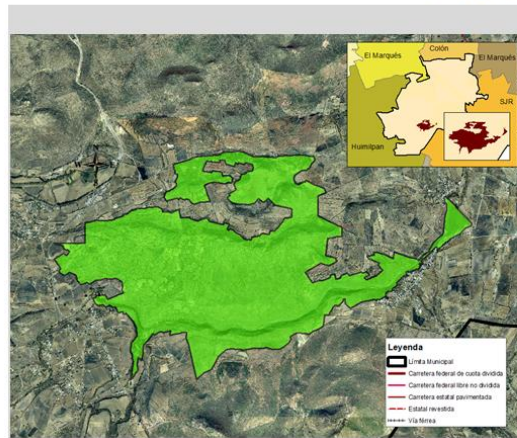 El Marqués
Colón
El Marqués
SJR
Huimilpan
Leyenda
Límite Municipal
Carretera federal de cuota dividida
Carretera federal libre no dividida
Carretera estatal pavimentada
Estatal revestida
Vía férrea